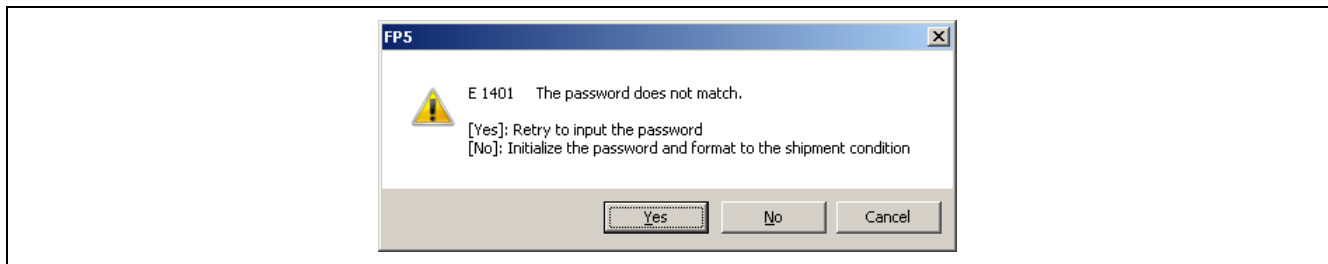 FP5
E 1401 The password does not match.
[Yes]: Retry to input the password
[No]: Initialize the password and format to the shipment condition
Yes No Cancel